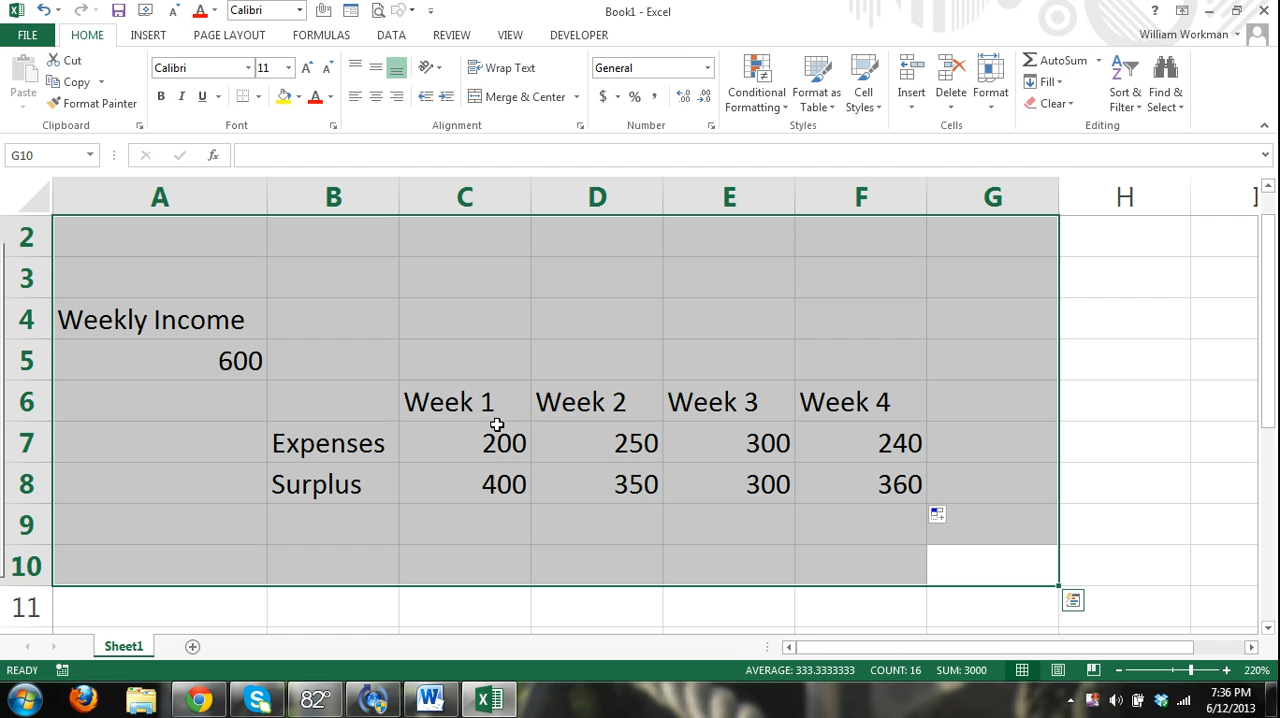 Calibri
Book1 - Excel
?
FILE
HOME
INSERT
PAGE LAYOUT
FORMULAS
DATA
REVIEW
VIEW
DEVELOPER
William Workman
Paste
Cut
Copy
Format Painter
Clipboard
Calibri
11
B I U
Font
Wrap Text
Merge & Center
Alignment
General
$ % ,
Number
Conditional Formatting
Format as Table
Cell Styles
Styles
Insert
Delete
Format
Cells
AutoSum
Fill
Clear
Sort & Filter
Find & Select
Editing
G10
fx
A B C D E F G H
2
3
4 Weekly Income
5 600
6 Week 1 Week 2 Week 3 Week 4
7 Expenses 200 250 300 240
8 Surplus 400 350 300 360
9
10
11
Sheet1
READY
AVERAGE: 333.3333333 COUNT: 16 SUM: 3000
220%
82°
7:36 PM
6/12/2013